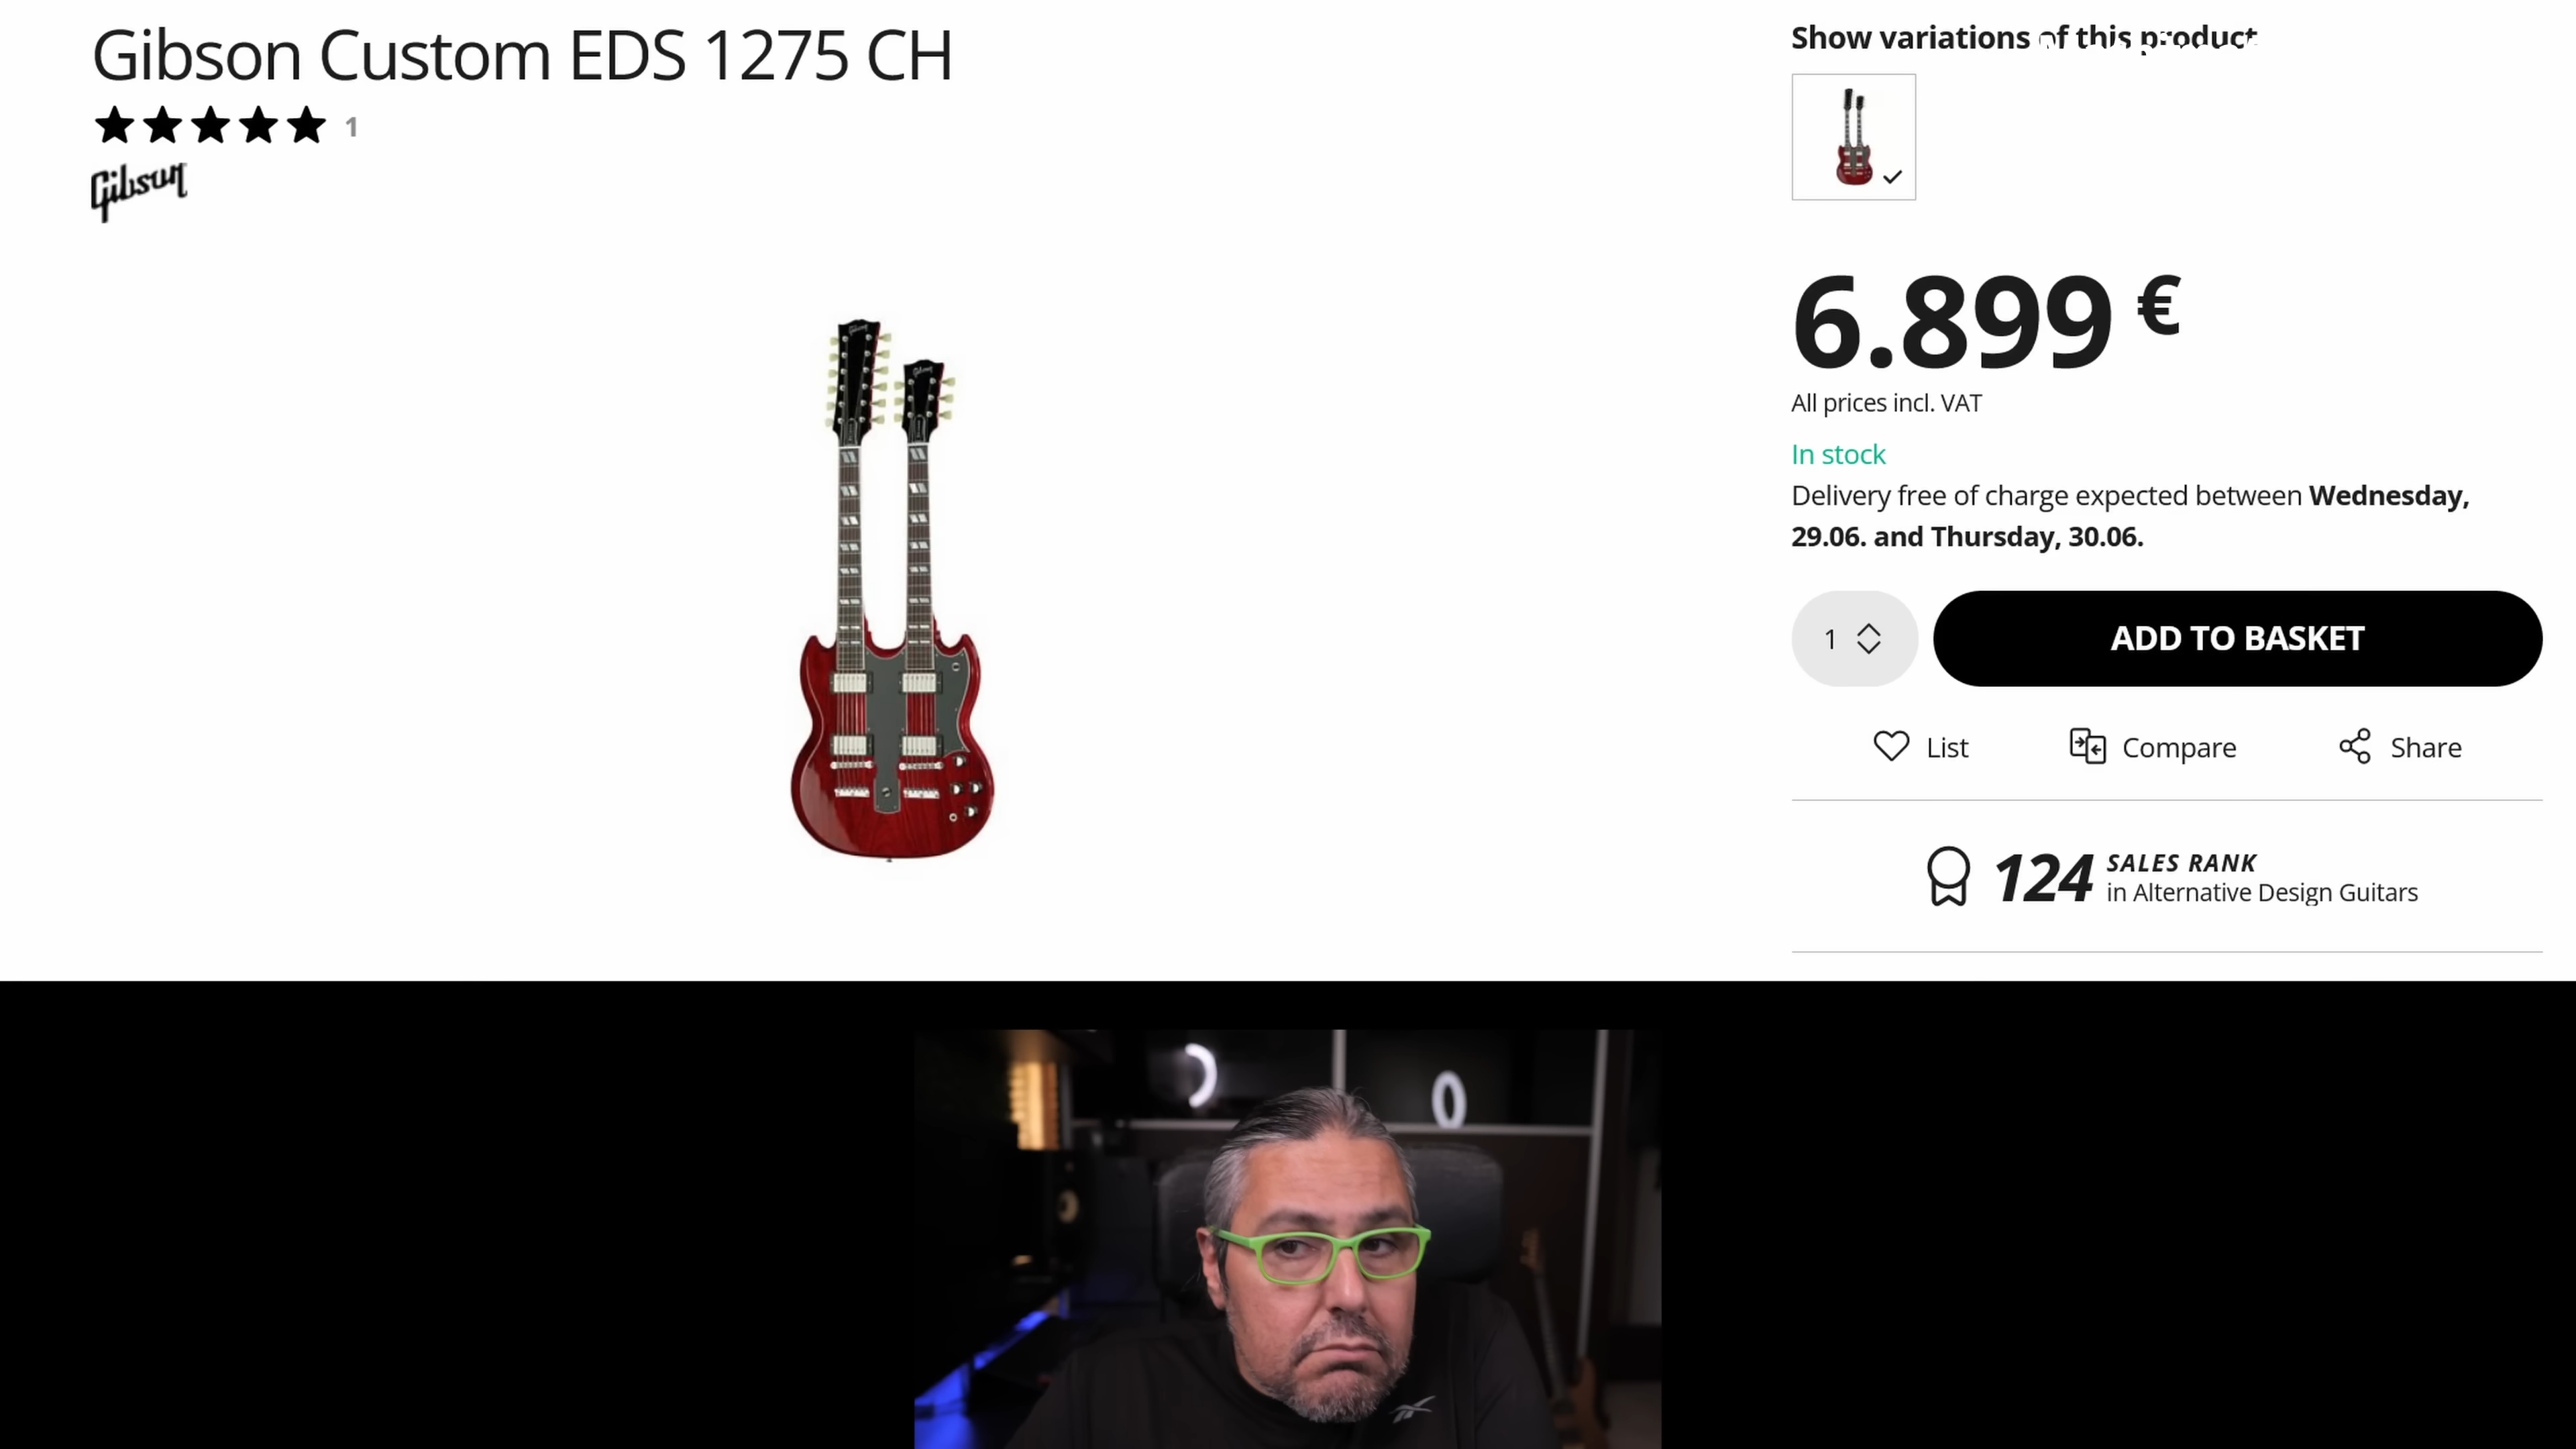 Gibson Custom EDS 1275 CH
1
Gibson
Show variations of this product
6.899 €
All prices incl. VAT
In stock
Delivery free of charge expected between Wednesday,
29.06. and Thursday, 30.06.
1
ADD TO BASKET
List
Compare
Share
124
SALES RANK
in Alternative Design Guitars